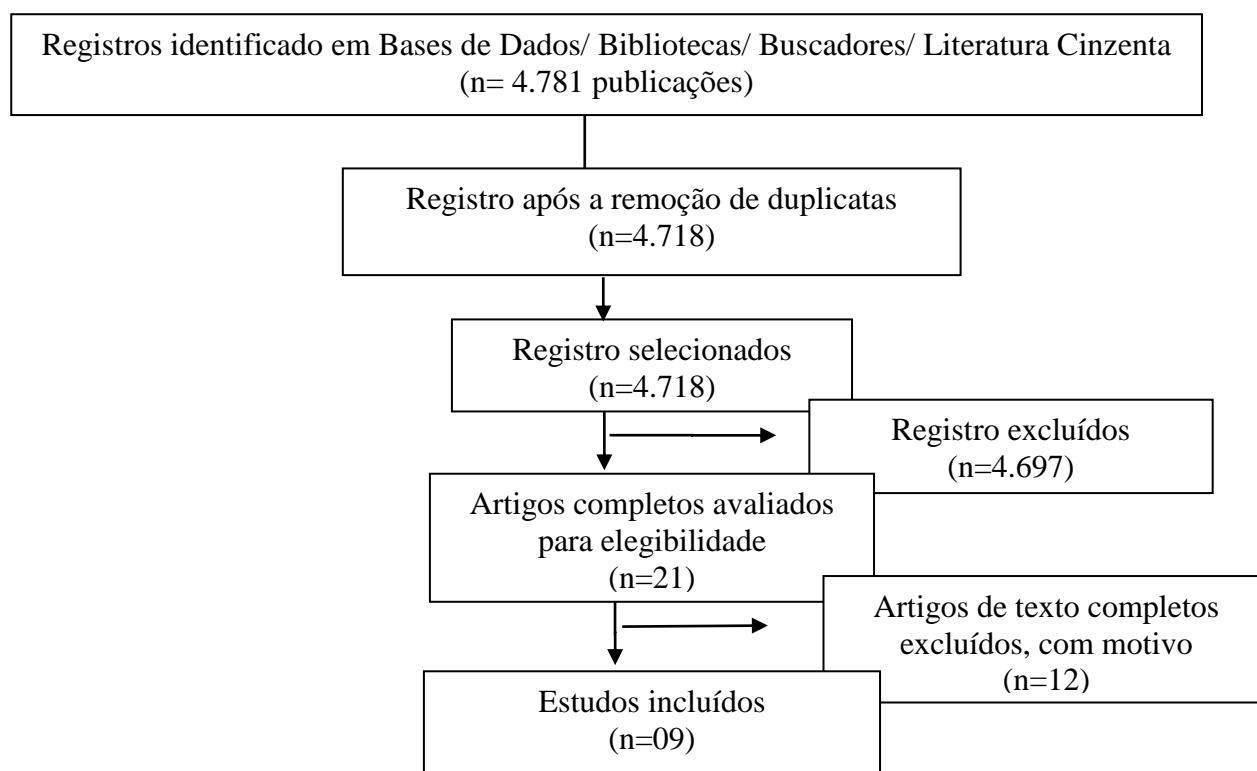 Registros identificado em Bases de Dados/ Bibliotecas/ Buscadores/ Literatura Cinzenta
(n= 4.781 publicações)
Registro após a remoção de duplicatas
(n=4.718)
Registro selecionados
(n=4.718)
Registro excluídos
(n=4.697)
Artigos completos avaliados
para elegibilidade
(n=21)
Artigos de texto completos
excluídos, com motivo
(n=12)
Estudos incluídos
(n=09)